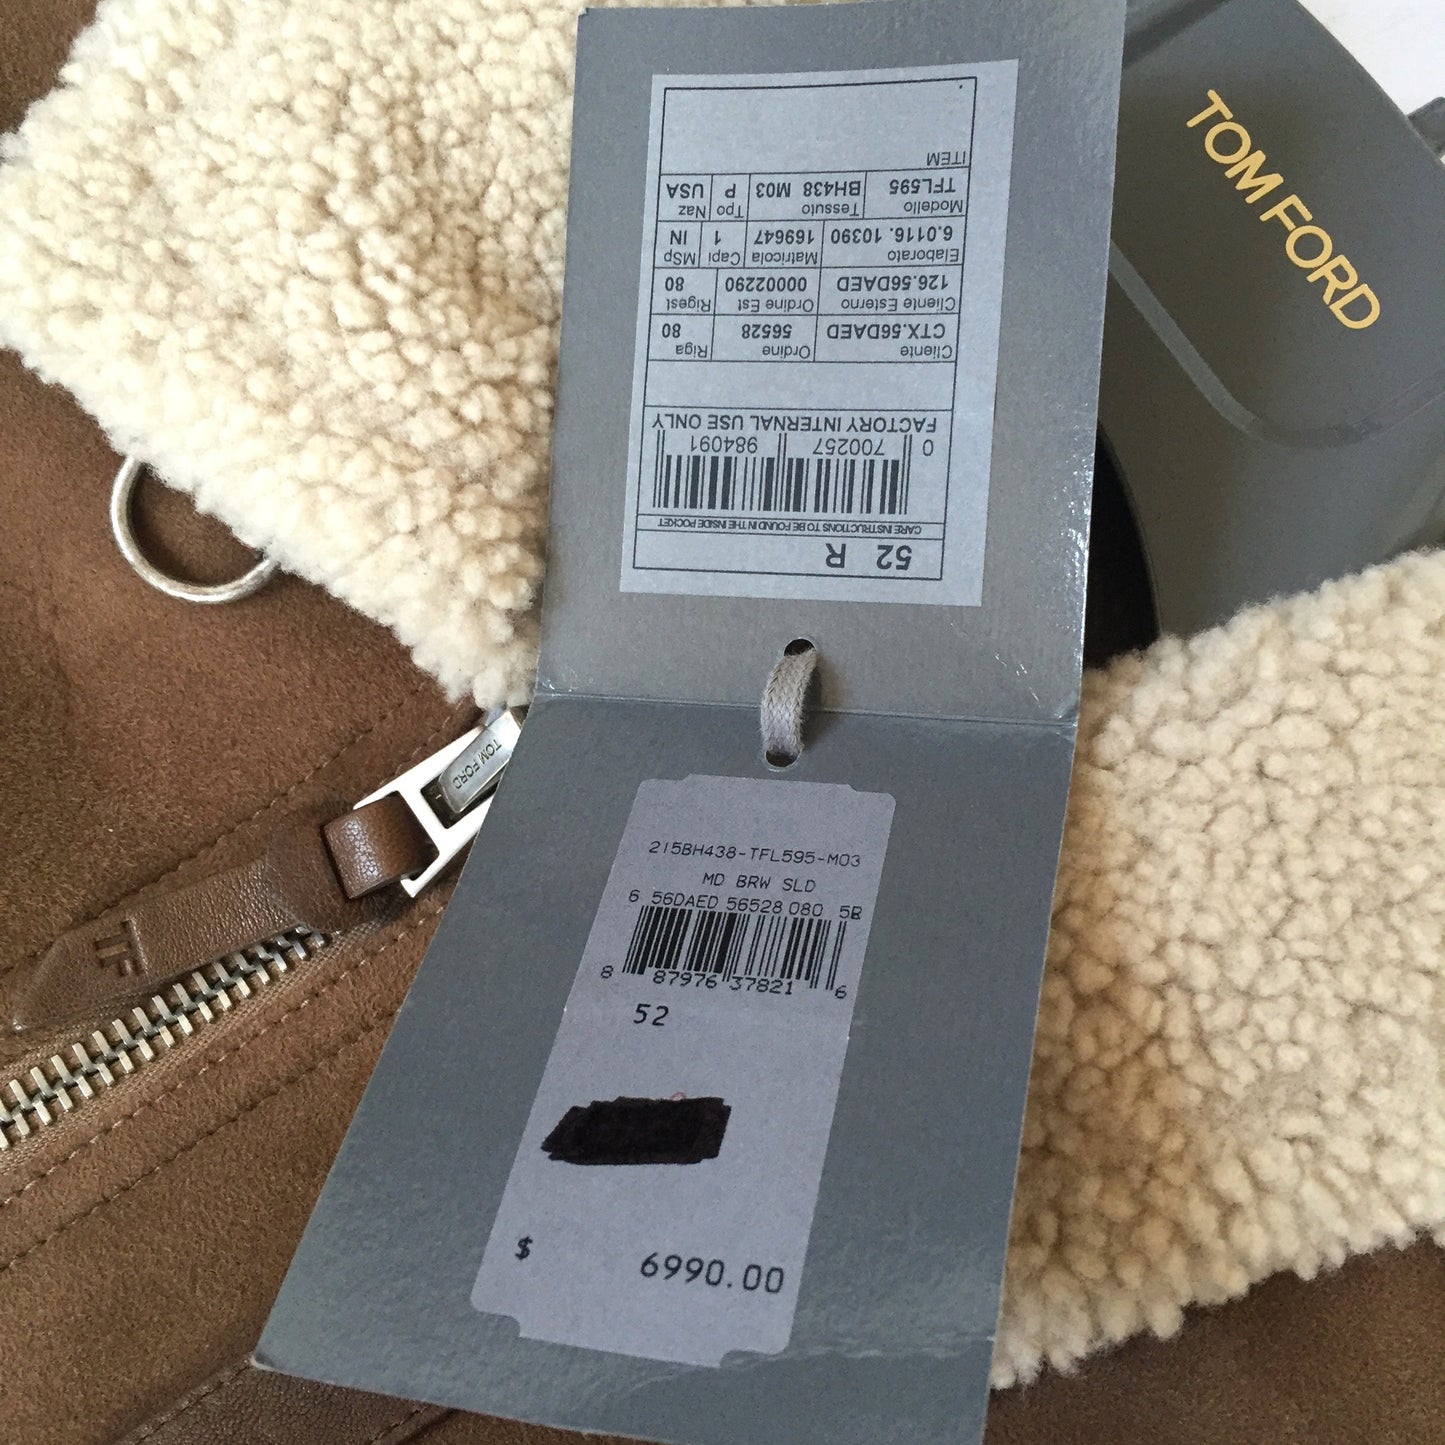 TOM FORD
52 R
CARE INSTRUCTIONS TO BE FOUND IN THE INSIDE POCKET
0 700257 984091
FACTORY INTERNAL USE ONLY
Cliente Ordine Riga
CTX.56DAED 56528 80
Cliente Esterno Ordine Est Rigest
126.56DAED 00002290 80
Elaborato Matricola Capi MSp
6.0116. 10390 169647 1 IN
Modello Tessuto Tpo Naz
TFL595 BH438 M03 P USA
ITEM
TOM FORD
TF
215BH438-TFL595-M03
MD BRW SLD
6 56DAED 56528 080 5B
8 87976 37821 6
52
$ 6990.00